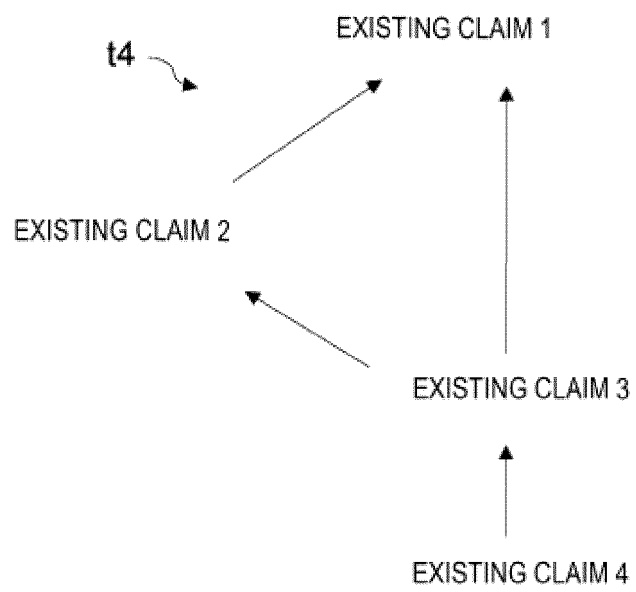 EXISTING CLAIM 1
t4
EXISTING CLAIM 2
EXISTING CLAIM 3
EXISTING CLAIM 4